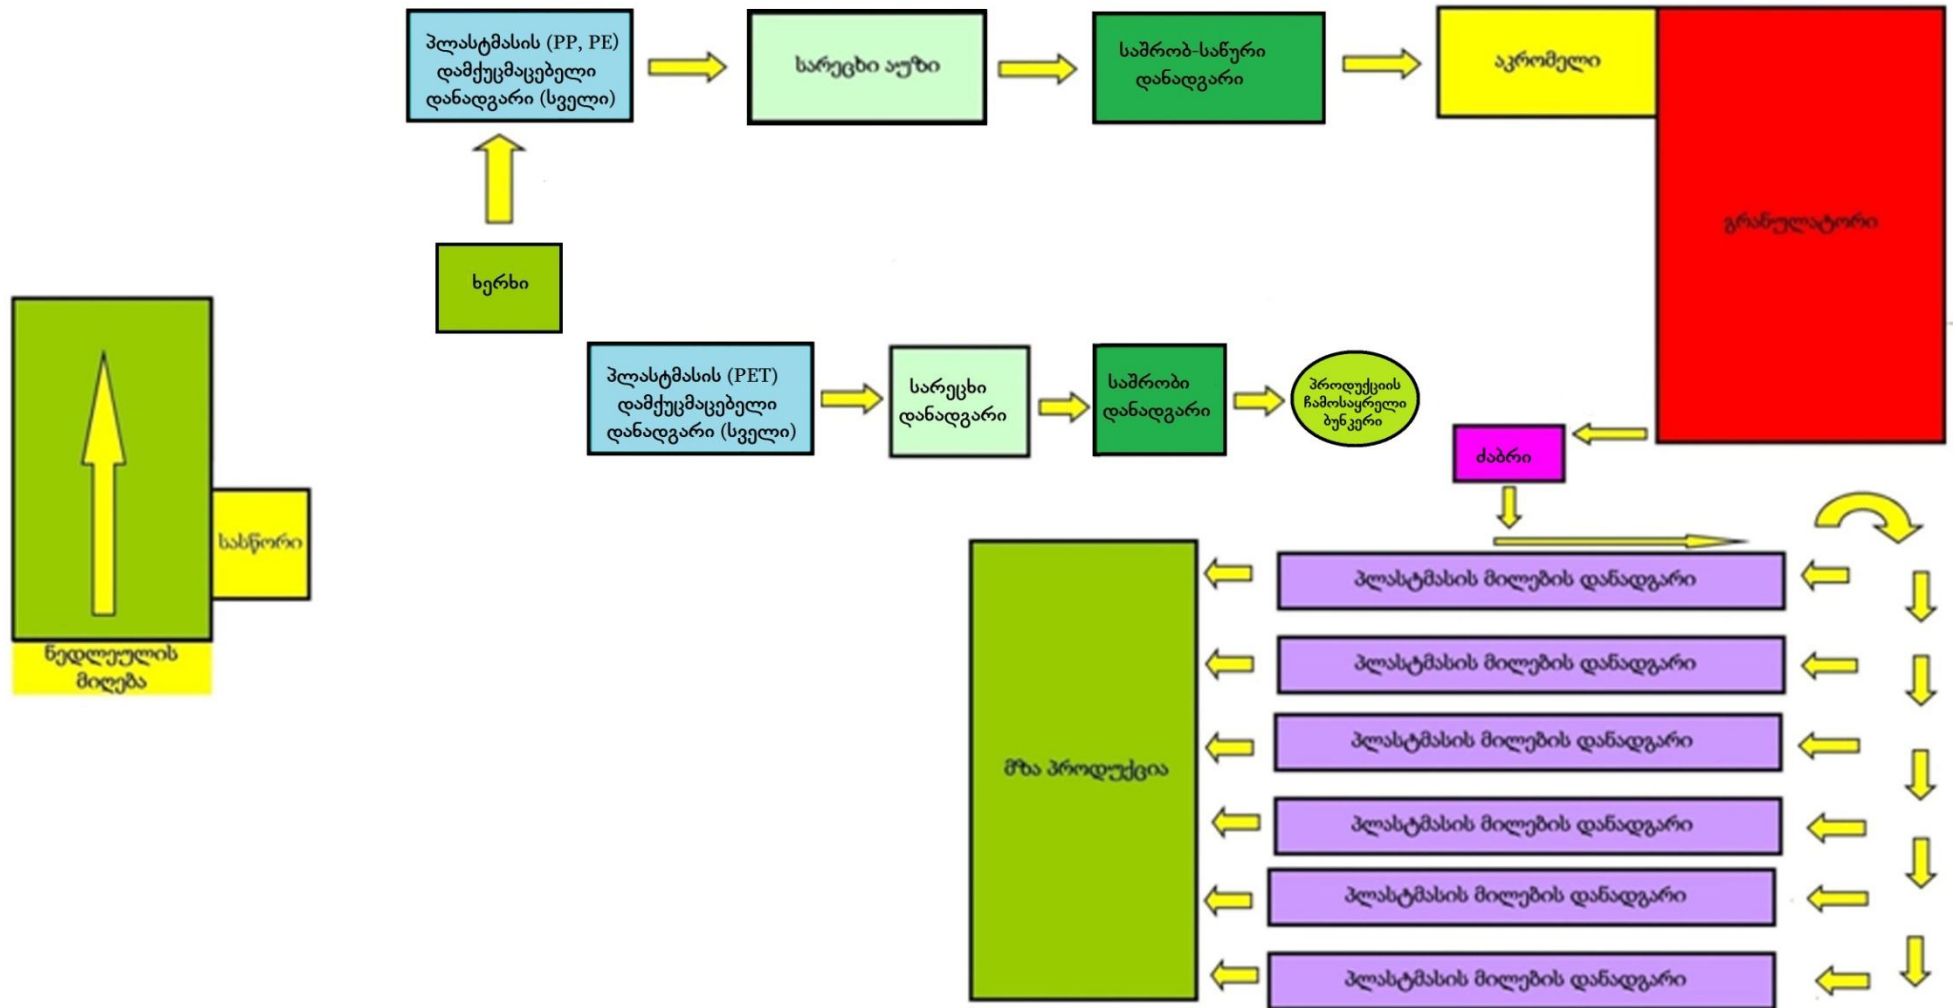 პლასტმასის (PP, PE)
დამქუცმაცებელი
დანადგარი (სველი)
სარეცხი აუზი
საშრობ-საწური
დანადგარი
აკრომელი
გრანულატორი
ხერხი
პლასტმასის (PET)
დამქუცმაცებელი
დანადგარი (სველი)
სარეცხი
დანადგარი
საშრობი
დანადგარი
პროდუქციის
ჩამოსაყრელი
ბუნკერი
ძაბრი
სასწორი
ნედლეულის
მიღება
მზა პროდუქცია
პლასტმასის მილების დანადგარი
პლასტმასის მილების დანადგარი
პლასტმასის მილების დანადგარი
პლასტმასის მილების დანადგარი
პლასტმასის მილების დანადგარი
პლასტმასის მილების დანადგარი